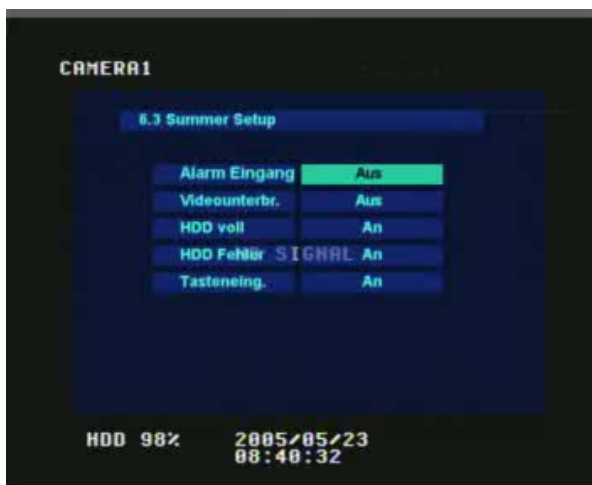 CAMERA1
6.3 Summer Setup
Alarm Eingang Aus
Videounterbr. Aus
HDD voll An
HDD Fehler An
SIGNAL
Tasteneing. An
HDD 98% 2005/05/23
08:40:32